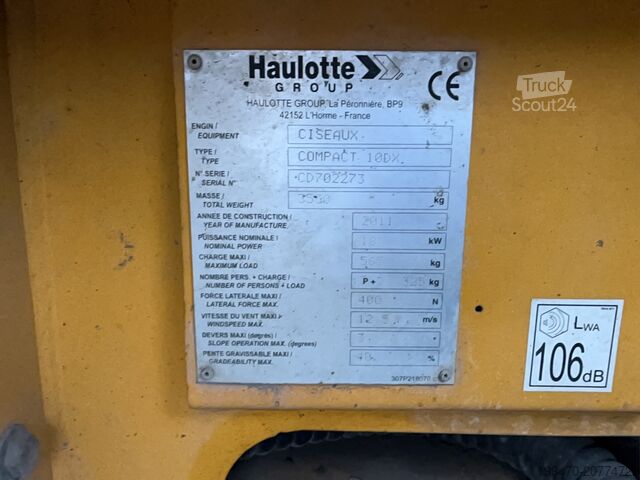 Haulotte
GROUP
CE
Truck
Scout24
HAULOTTE GROUP, La Péronnière, BP9
42152 L'Horme - France
ENGIN /
EQUIPMENT
CISEAUX
TYPE /
TYPE
COMPACT 10DX
N° SERIE /
SERIAL N°
CD702273
MASSE /
TOTAL WEIGHT
kg
ANNEE DE CONSTRUCTION /
YEAR OF MANUFACTURE
2011
PUISSANCE NOMINALE /
NOMINAL POWER
kW
CHARGE MAXI /
MAXIMUM LOAD
kg
NOMBRE PERS. + CHARGE /
NUMBER OF PERSONS + LOAD
P + kg
FORCE LATERALE MAXI /
LATERAL FORCE MAX.
400 N
VITESSE DU VENT MAXI /
WINDSPEED MAX.
m/s
DEVERS MAXI (degrés) /
SLOPE OPERATION MAX. (degrees)
PENTE GRAVISSABLE MAXI /
GRADEABILITY MAX.
40 %
LWA
106dB